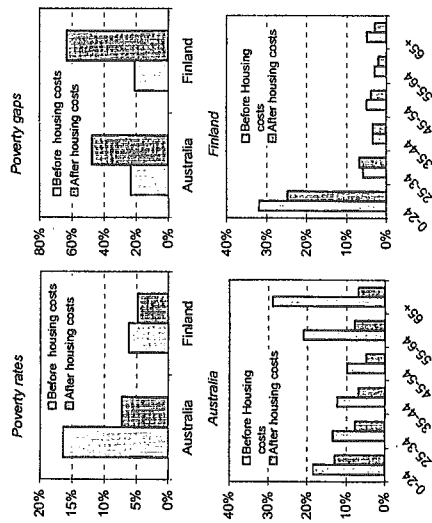 Poverty rates
20%
15%
10%
5%
0%
□ Before housing costs
□ After housing costs
Australia
Finland
Poverty gaps
80%
60%
40%
20%
0%
□ Before housing costs
□ After housing costs
Australia
Finland
Australia
40%
30%
20%
10%
0%
□ Before Housing
costs
□ After housing costs
0-24
25-34
35-44
45-54
55-64
65+
Finland
40%
30%
20%
10%
0%
□ Before Housing
costs
□ After housing costs
0-24
25-34
35-44
45-54
55-64
65+